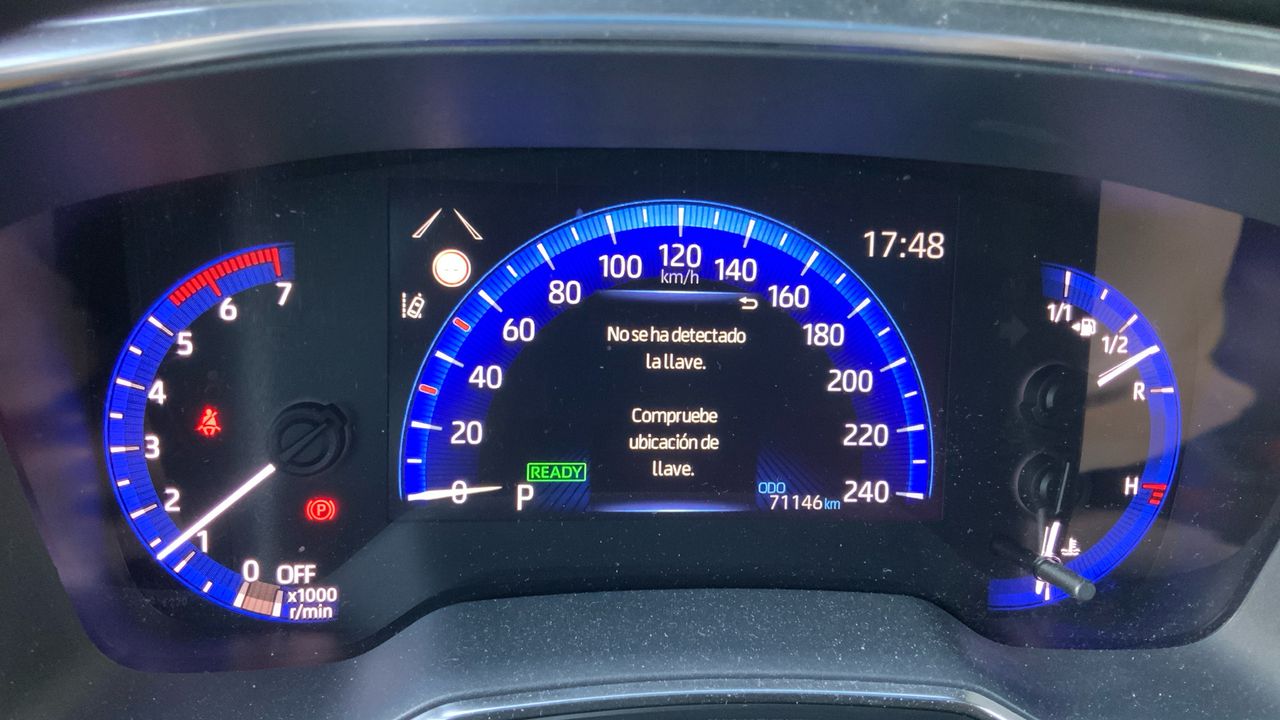 17:48
7
6
5
4
3
2
1
0
OFF
x1000
r/min
P
0
20
40
60
80
100
120
km/h
140
160
180
200
220
240
No se ha detectado
la llave.
Compruebe
ubicación de
llave.
READY
P
ODO
71146 km
1/1
1/2
R
H